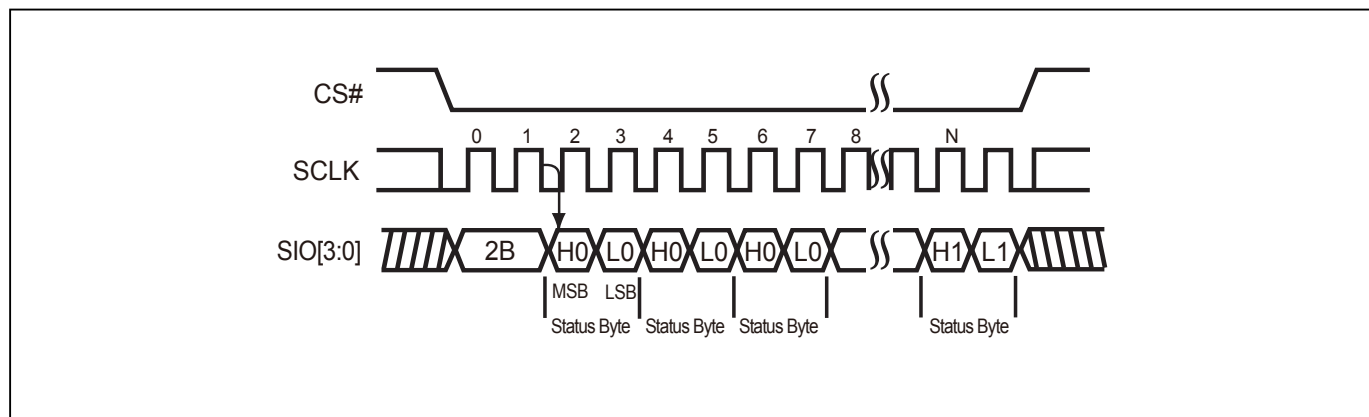 CS#
0 1 2 3 4 5 6 7 8 N
SCLK
SIO[3:0] 2B H0 L0 H0 L0 H0 L0 H1 L1
MSB LSB
Status Byte Status Byte Status Byte Status Byte